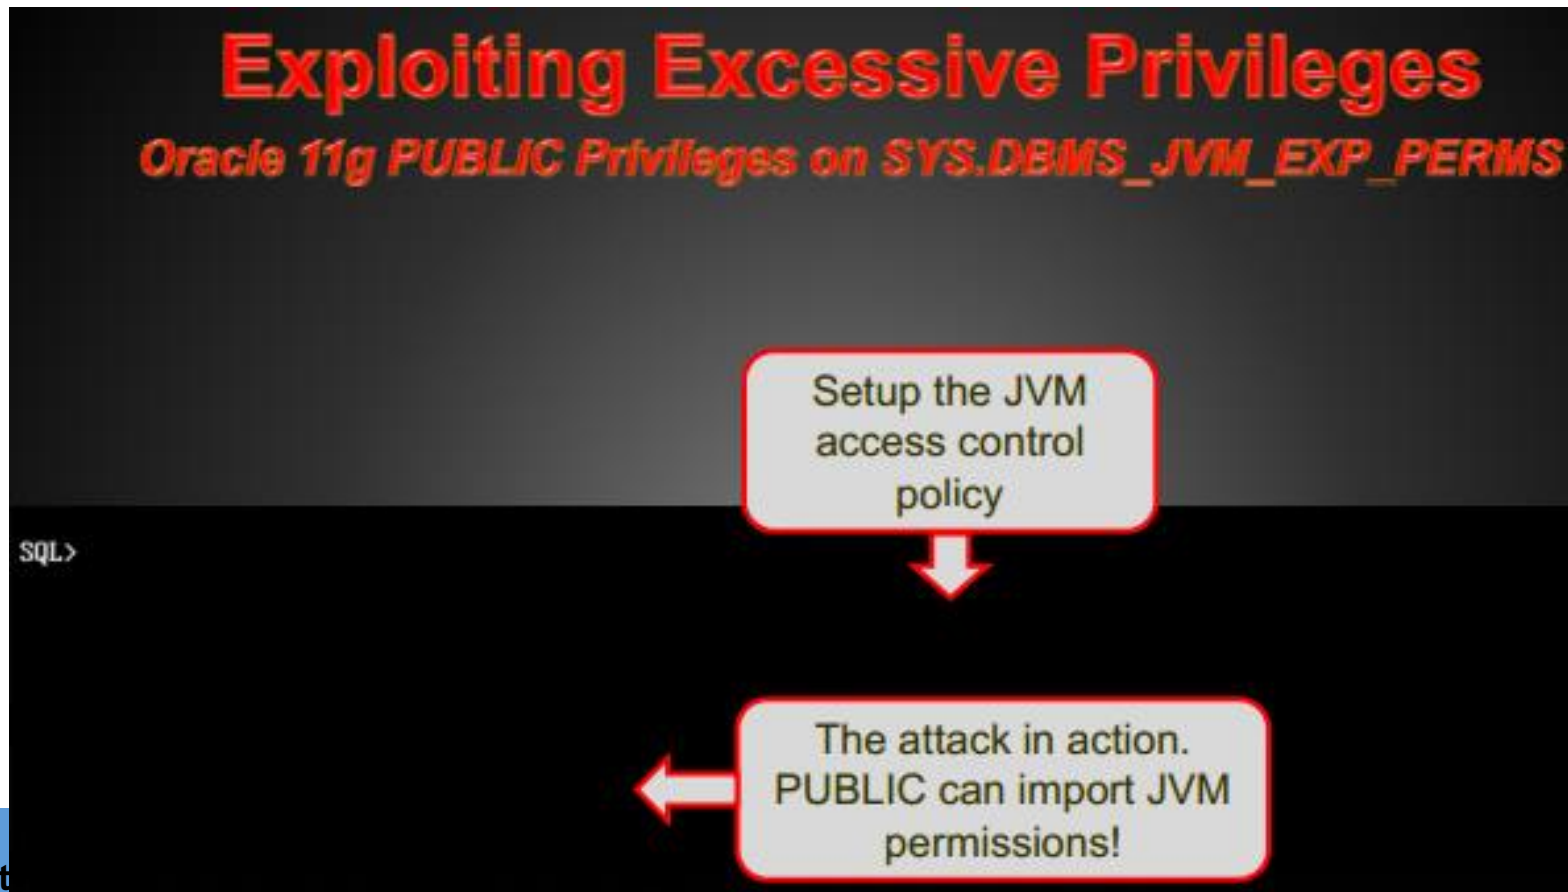 Exploiting Excessive Privileges
Oracle 11g PUBLIC Privileges on SYS.DBMS_JVM_EXP_PERMS
Setup the JVM
access control
policy
SQL>
The attack in action.
PUBLIC can import JVM
permissions!
t